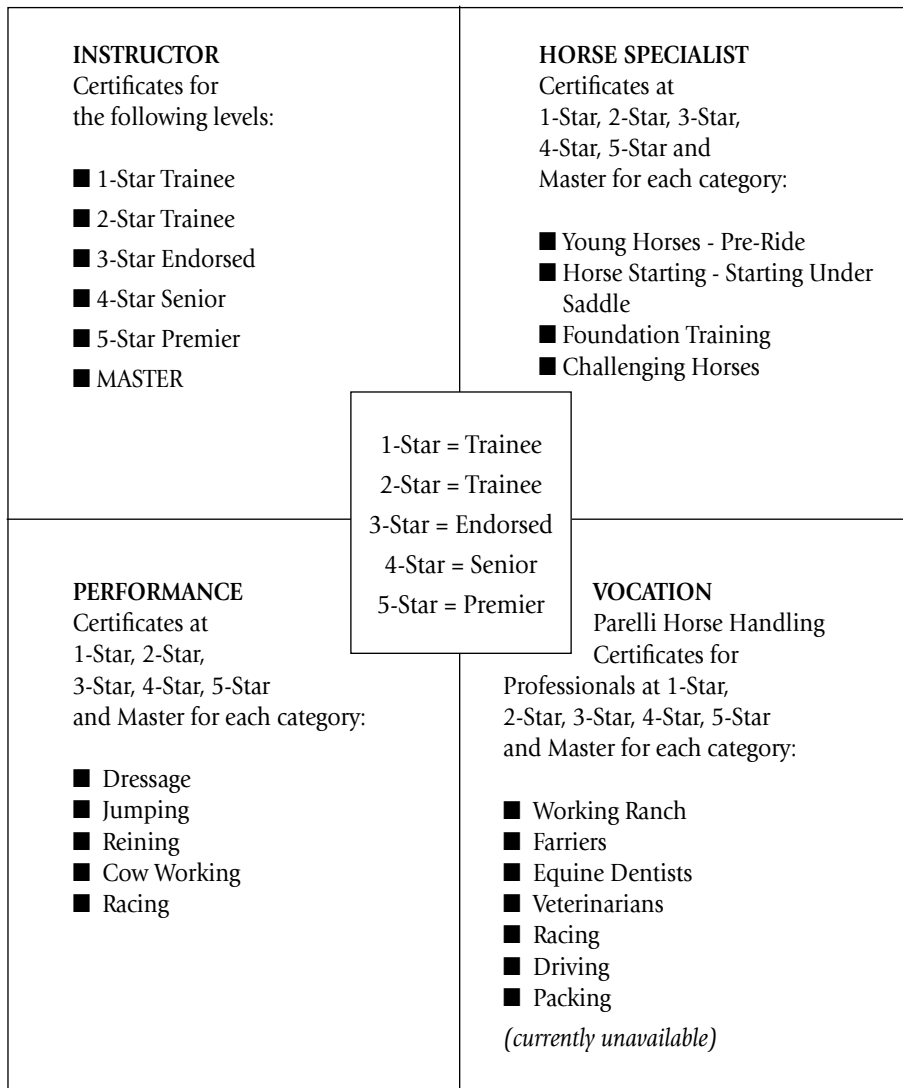 INSTRUCTOR
Certificates for
the following levels:
■ 1-Star Trainee
■ 2-Star Trainee
■ 3-Star Endorsed
■ 4-Star Senior
■ 5-Star Premier
■ MASTER
HORSE SPECIALIST
Certificates at
1-Star, 2-Star, 3-Star,
4-Star, 5-Star and
Master for each category:
■ Young Horses - Pre-Ride
■ Horse Starting - Starting Under
Saddle
■ Foundation Training
■ Challenging Horses
1-Star = Trainee
2-Star = Trainee
3-Star = Endorsed
4-Star = Senior
5-Star = Premier
PERFORMANCE
Certificates at
1-Star, 2-Star,
3-Star, 4-Star, 5-Star
and Master for each category:
■ Dressage
■ Jumping
■ Reining
■ Cow Working
■ Racing
VOCATION
Parelli Horse Handling
Certificates for
Professionals at 1-Star,
2-Star, 3-Star, 4-Star, 5-Star
and Master for each category:
■ Working Ranch
■ Farriers
■ Equine Dentists
■ Veterinarians
■ Racing
■ Driving
■ Packing
(currently unavailable)